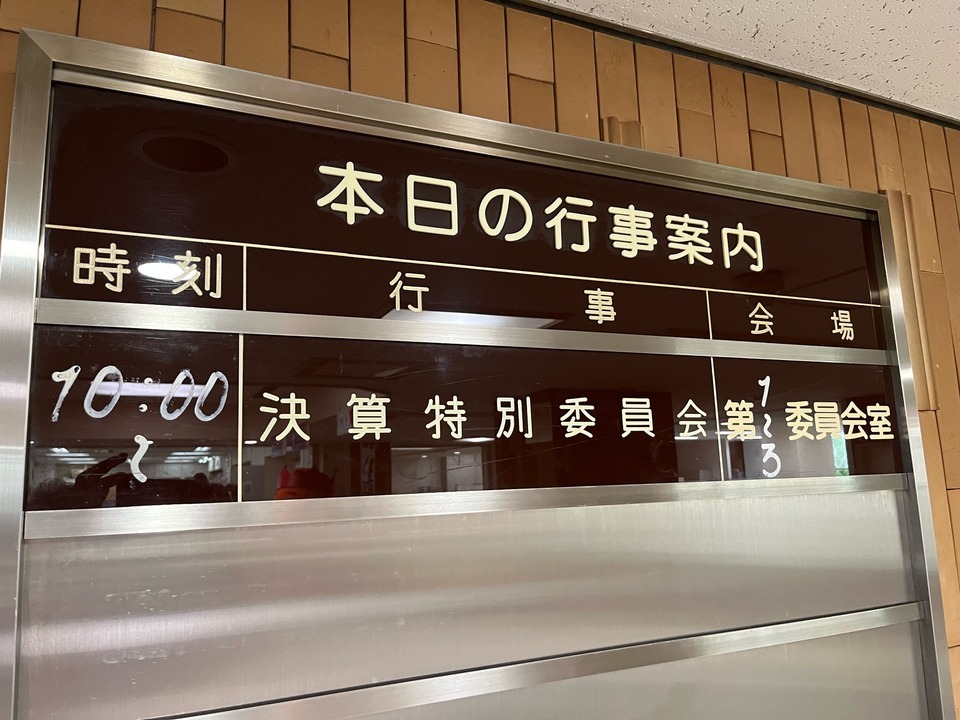 本日の行事案内
時刻 行事 会場
10:00 〜 決算特別委員会 第1〜3委員会室